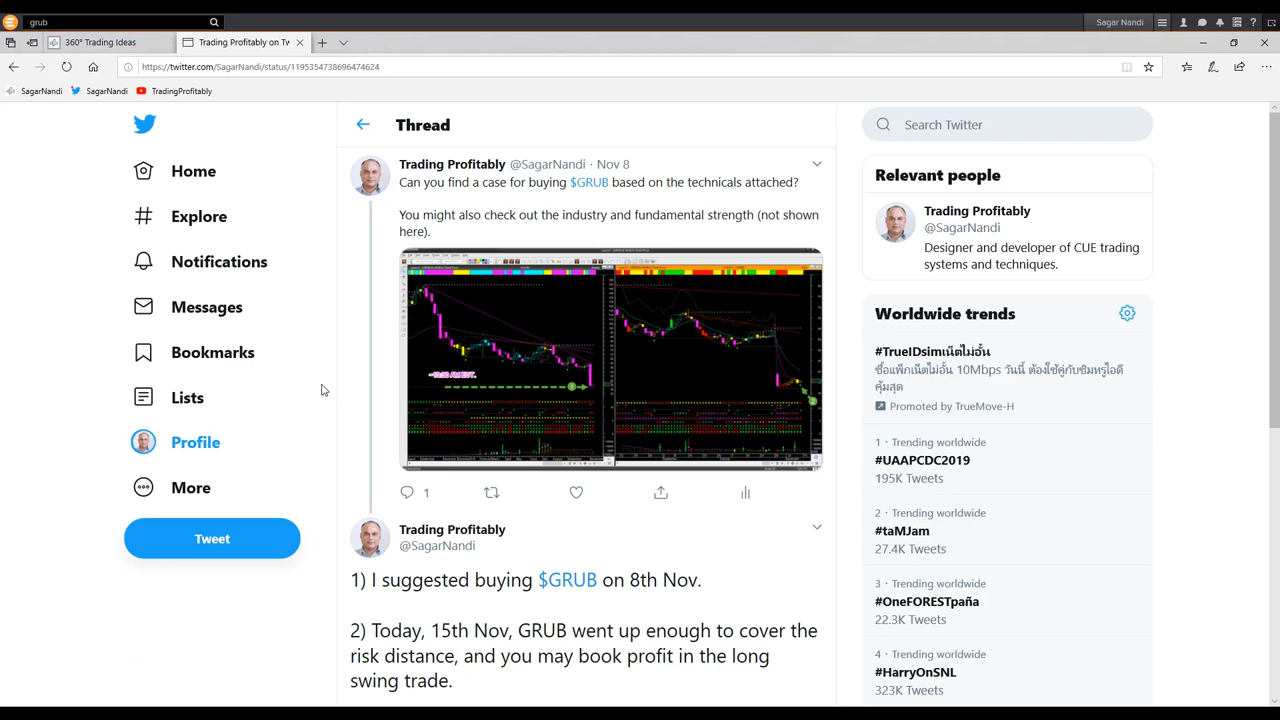 grub
Sagar Nandi
360° Trading Ideas
Trading Profitably on Tw
https://twitter.com/SagarNandi/status/1195354738696474624
SagarNandi
SagarNandi
TradingProfitably
Home
Explore
Notifications
Messages
Bookmarks
Lists
Profile
More
Tweet
Thread
Trading Profitably @SagarNandi · Nov 8
Can you find a case for buying $GRUB based on the technicals attached?
You might also check out the industry and fundamental strength (not shown
here).
~10:30 AM EST.
1
2
1
Trading Profitably
@SagarNandi
1) I suggested buying $GRUB on 8th Nov.
2) Today, 15th Nov, GRUB went up enough to cover the
risk distance, and you may book profit in the long
swing trade.
Search Twitter
Relevant people
Trading Profitably
@SagarNandi
Designer and developer of CUE trading
systems and techniques.
Worldwide trends
#TrueIDsimเน็ตไม่อั้น
ซื้อแพ็กเน็ตไม่อั้น 10Mbps วันนี้ ต้องใช้คู่กับซิมทรูไอดี
คุ้มสุด
Promoted by TrueMove-H
1 · Trending worldwide
#UAAPCDC2019
195K Tweets
2 · Trending worldwide
#taMJam
27.4K Tweets
3 · Trending worldwide
#OneFORESTpaña
22.3K Tweets
4 · Trending worldwide
#HarryOnSNL
323K Tweets